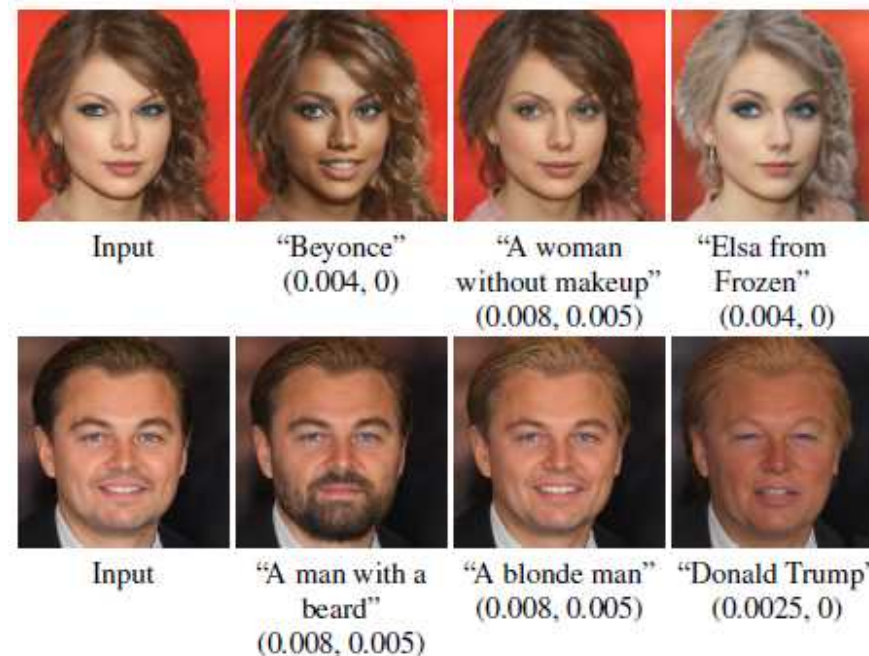 Input
“Beyonce”
(0.004, 0)
“A woman
without makeup”
(0.008, 0.005)
“Elsa from
Frozen”
(0.004, 0)
Input
“A man with a
beard”
(0.008, 0.005)
“A blonde man”
(0.008, 0.005)
“Donald Trump”
(0.0025, 0)